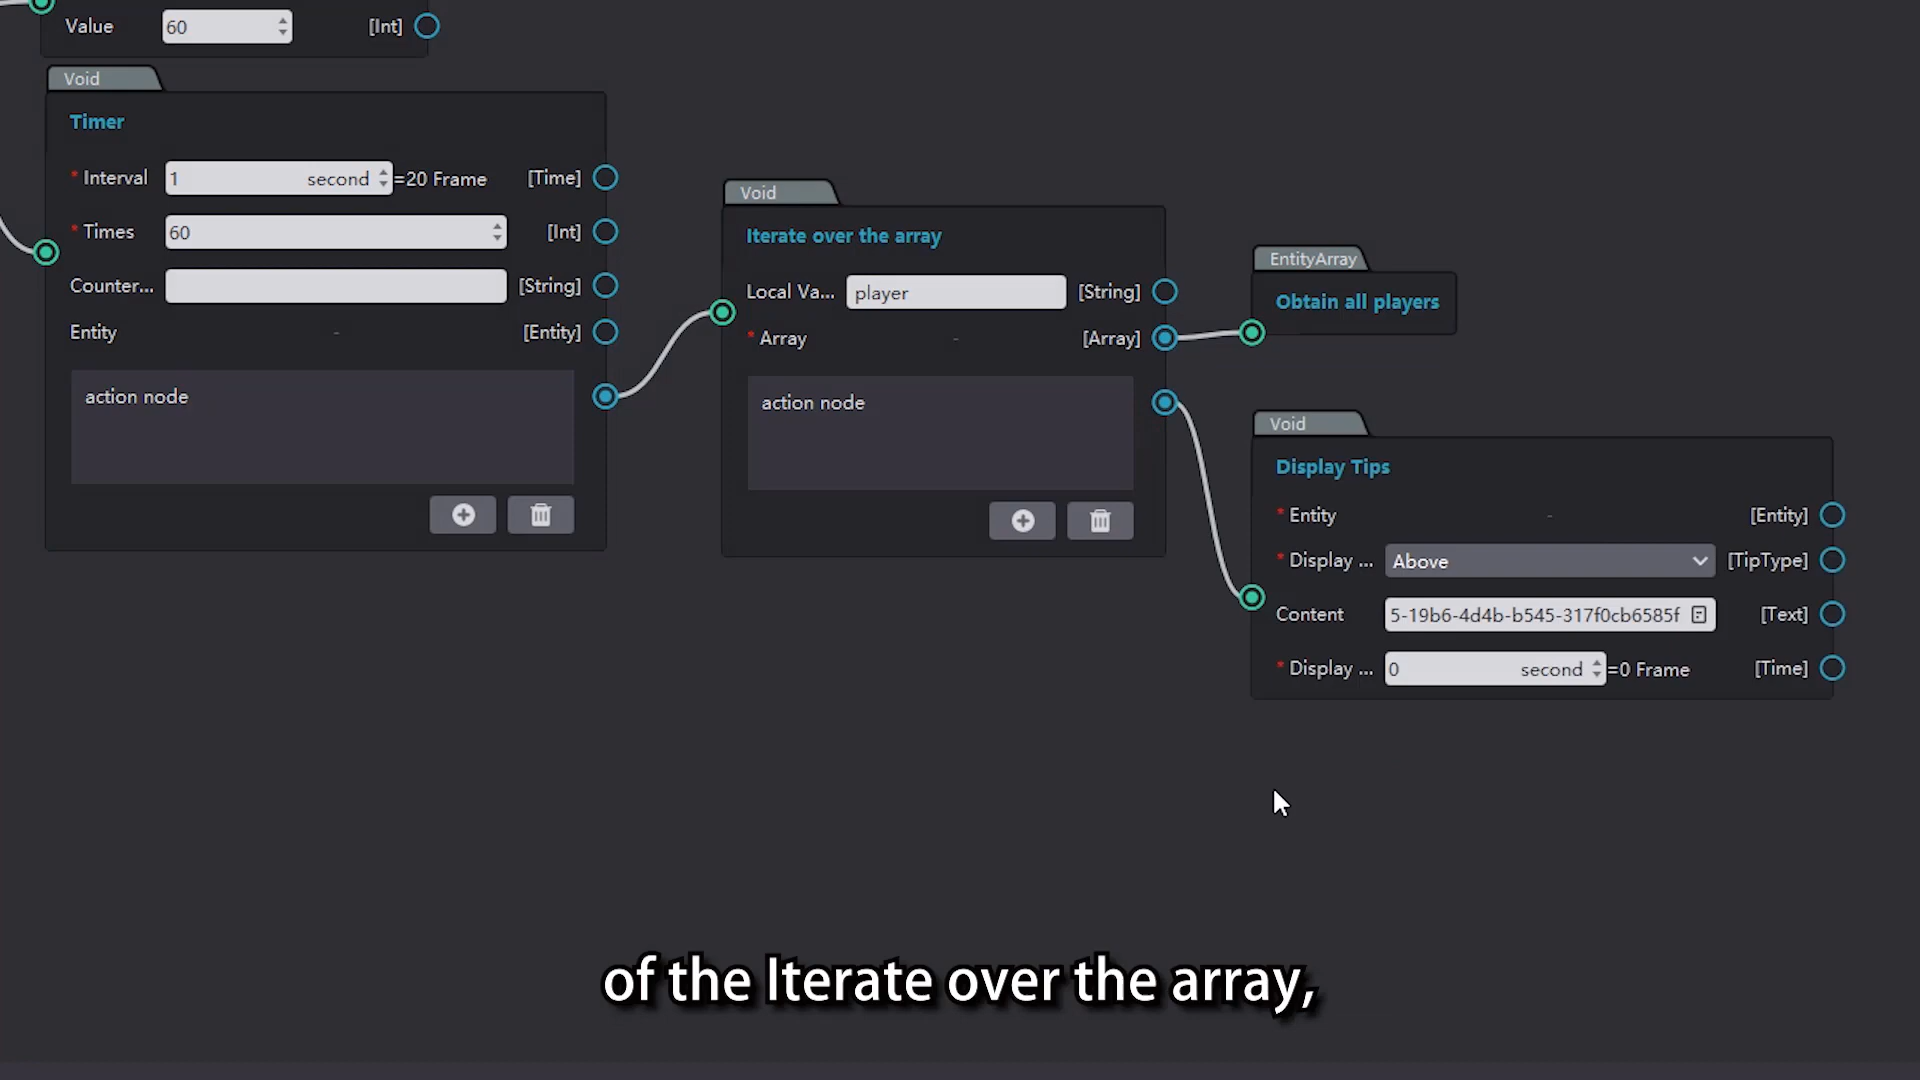 Value 60 [Int]
Void
Timer
* Interval 1 second =20 Frame [Time]
* Times 60 [Int]
Counter... [String]
Entity - [Entity]
action node
Void
Iterate over the array
Local Va... player [String]
* Array - [Array]
action node
EntityArray
Obtain all players
Void
Display Tips
* Entity - [Entity]
* Display ... Above [TipType]
Content 5-19b6-4d4b-b545-317f0cb6585f [Text]
* Display ... 0 second =0 Frame [Time]
of the Iterate over the array,